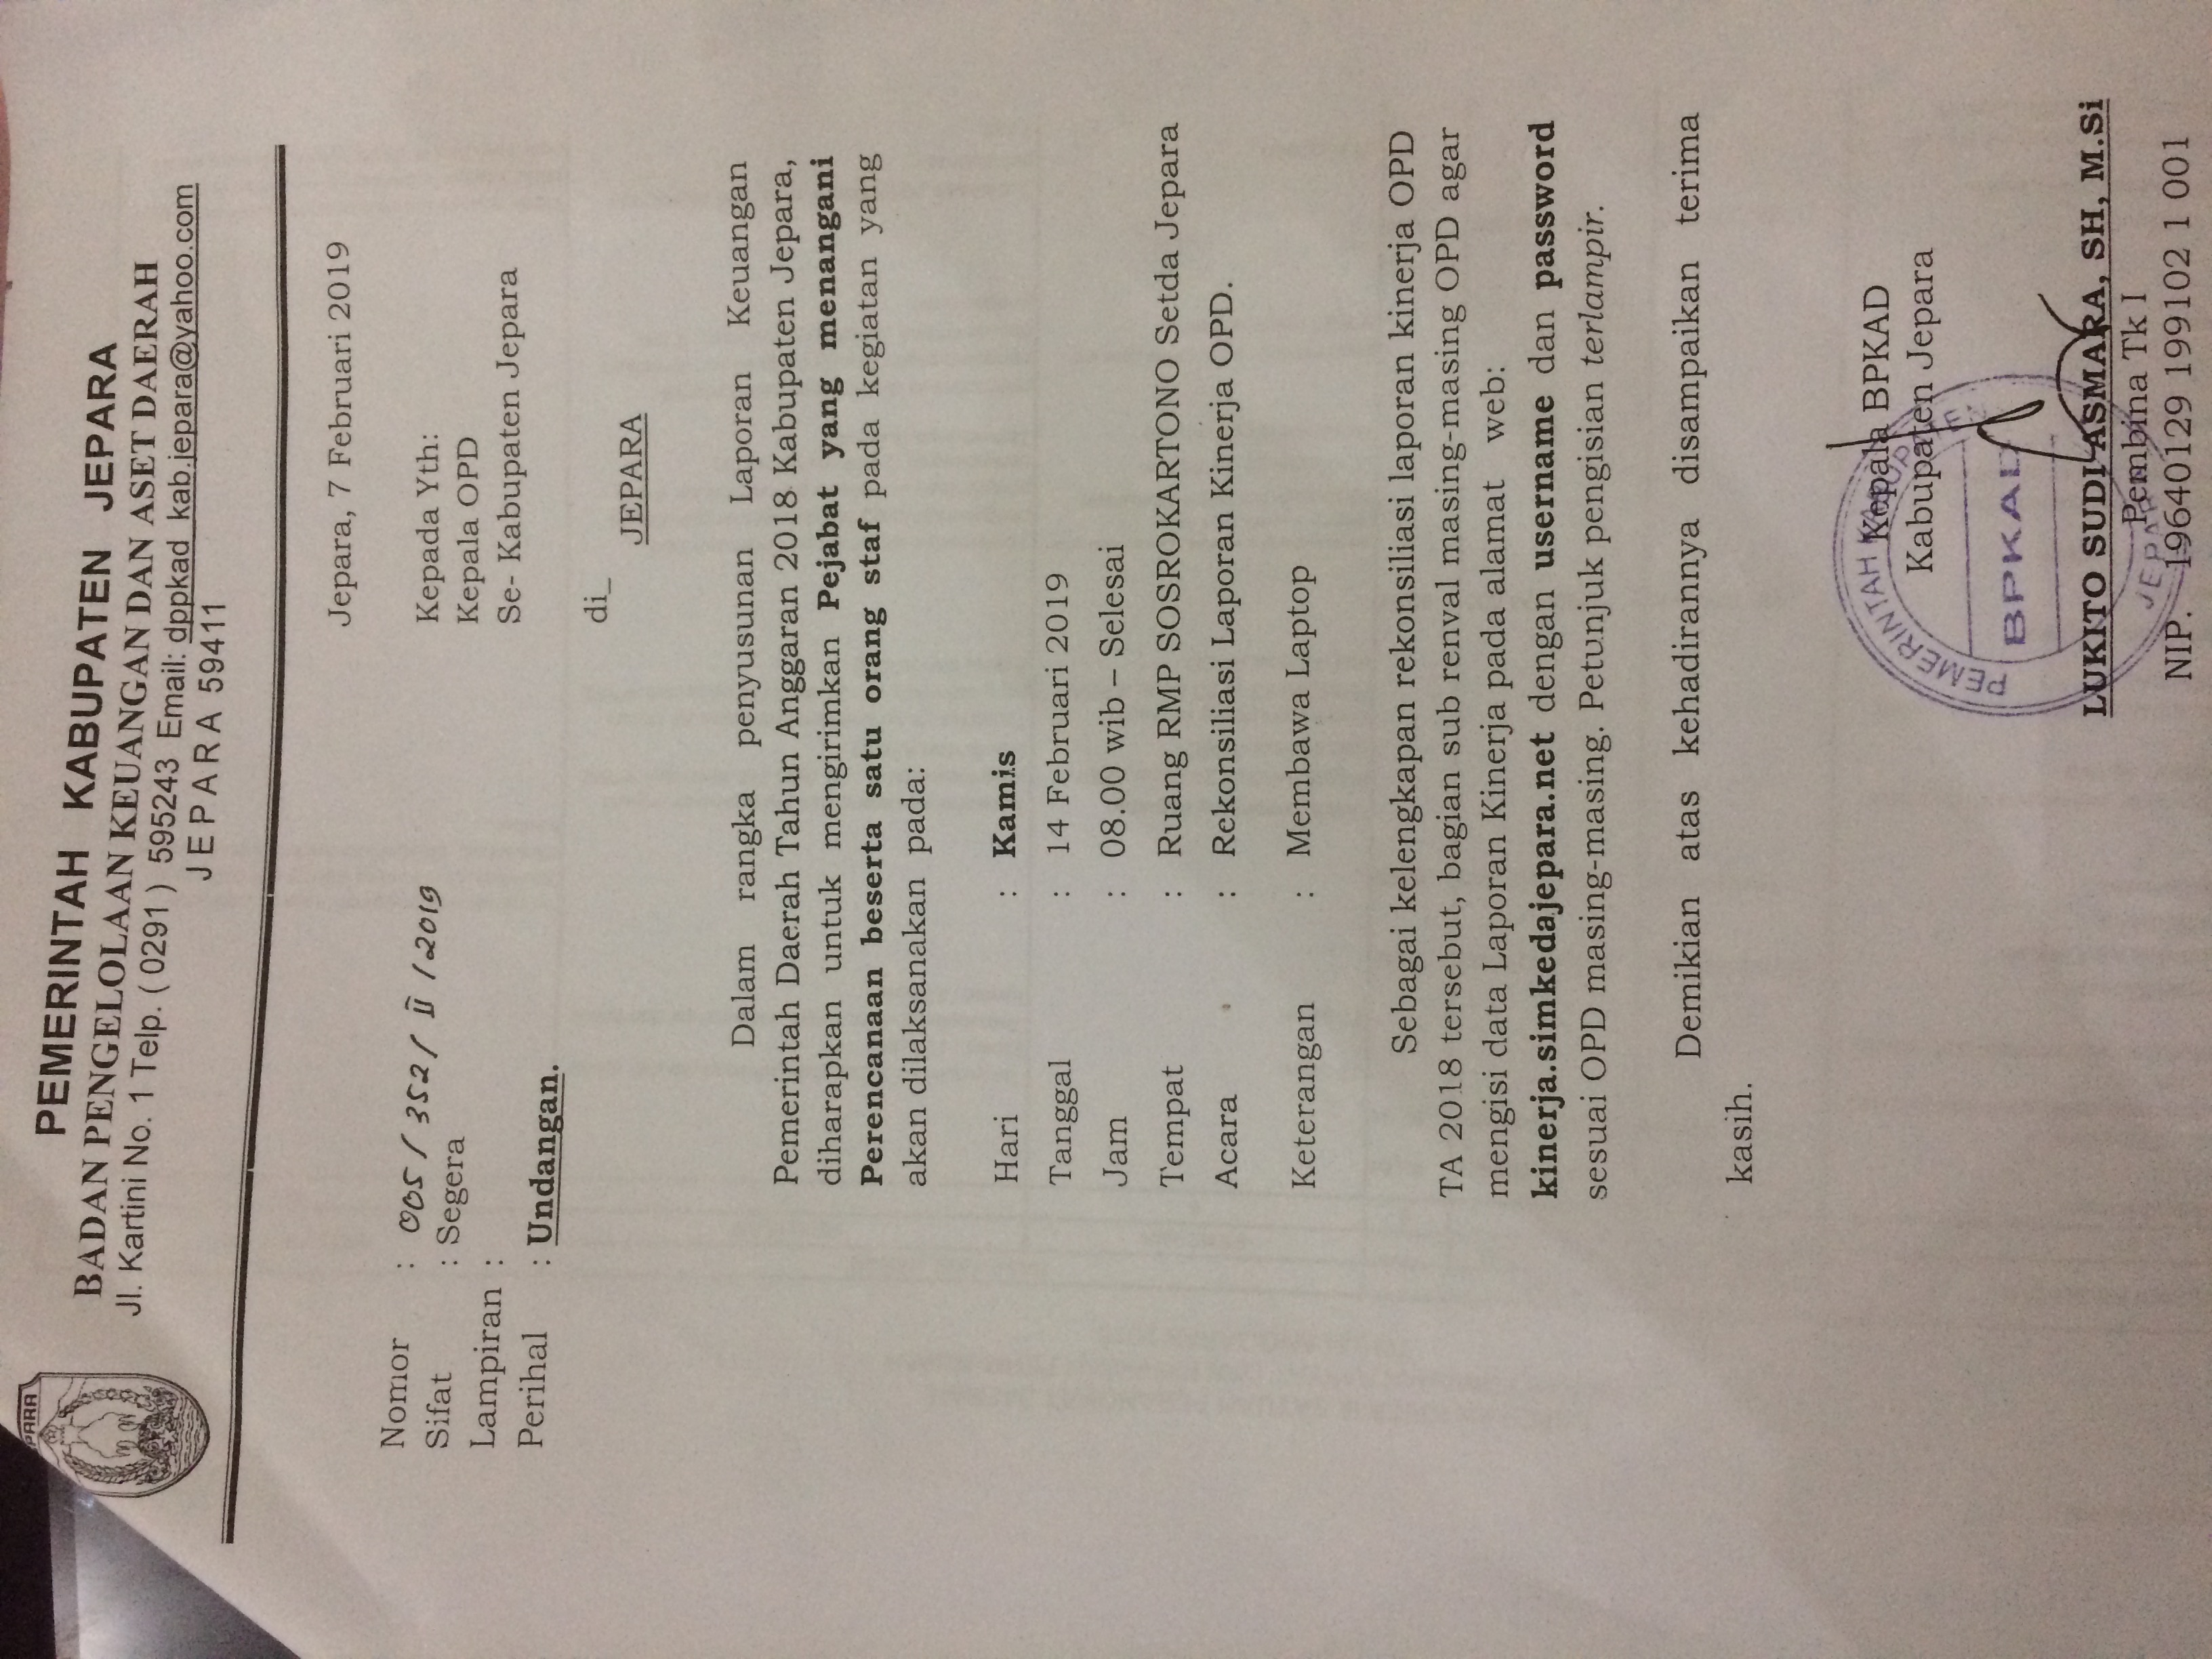 PARA
PEMERINTAH KABUPATEN JEPARA
BADAN PENGELOLAAN KEUANGAN DAN ASET DAERAH
Jl. Kartini No. 1 Telp. ( 0291 ) 595243 Email: dppkad_kab.jepara@yahoo.com
JEPARA 59411
Jepara, 7 Februari 2019
Nomor : 005 / 352 / II / 2019
Sifat : Segera
Lampiran :
Perihal : Undangan.
Kepada Yth:
Kepala OPD
Se- Kabupaten Jepara
di_
JEPARA
Dalam rangka penyusunan Laporan Keuangan
Pemerintah Daerah Tahun Anggaran 2018 Kabupaten Jepara,
diharapkan untuk mengirimkan Pejabat yang menangani
Perencanaan beserta satu orang staf pada kegiatan yang
akan dilaksanakan pada:
Hari : Kamis
Tanggal : 14 Februari 2019
Jam : 08.00 wib – Selesai
Tempat : Ruang RMP SOSROKARTONO Setda Jepara
Acara : Rekonsiliasi Laporan Kinerja OPD.
Keterangan : Membawa Laptop
Sebagai kelengkapan rekonsiliasi laporan kinerja OPD
TA 2018 tersebut, bagian sub renval masing-masing OPD agar
mengisi data Laporan Kinerja pada alamat web:
kinerja.simkedajepara.net dengan username dan password
sesuai OPD masing-masing. Petunjuk pengisian terlampir.
Demikian atas kehadirannya disampaikan terima
kasih.
Kepala BPKAD
Kabupaten Jepara
PEMERINTAH KABUPATEN
BPKAD
JEPARA
LUKITO SUDI ASMARA, SH, M.Si
Pembina Tk I
NIP. 19640129 199102 1 001